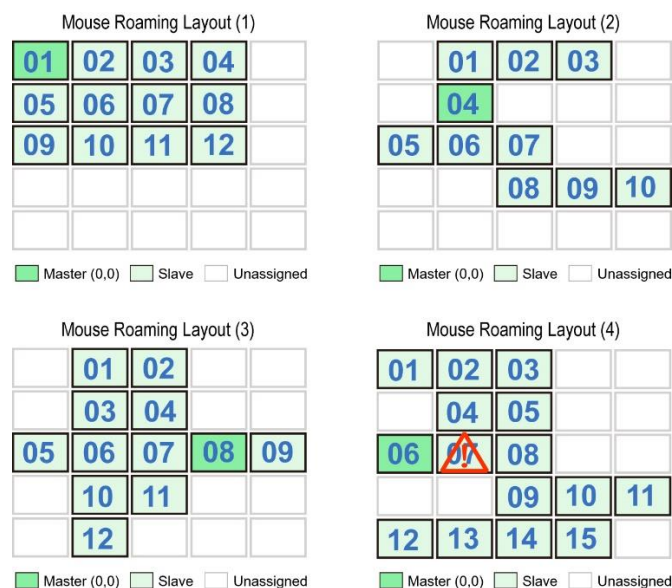 Mouse Roaming Layout (1)
01 02 03 04
05 06 07 08
09 10 11 12
Master (0,0) Slave Unassigned
Mouse Roaming Layout (2)
01 02 03
04
05 06 07
08 09 10
Master (0,0) Slave Unassigned
Mouse Roaming Layout (3)
01 02
03 04
05 06 07 08 09
10 11
12
Master (0,0) Slave Unassigned
Mouse Roaming Layout (4)
01 02 03
04 05
06 07 08
09 10 11
12 13 14 15
Master (0,0) Slave Unassigned